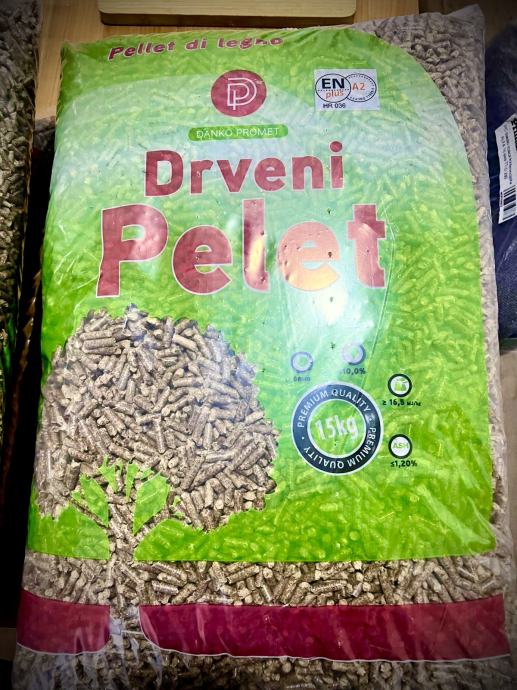 Pellet di legno
EN
plus
A2
HR 036
DP
DANKO PROMET
Drveni
Pelet
10,0%
≥ 16,5
PREMIUM QUALITY
15kg
PREMIUM QUALITY
ASH
≤1,20%